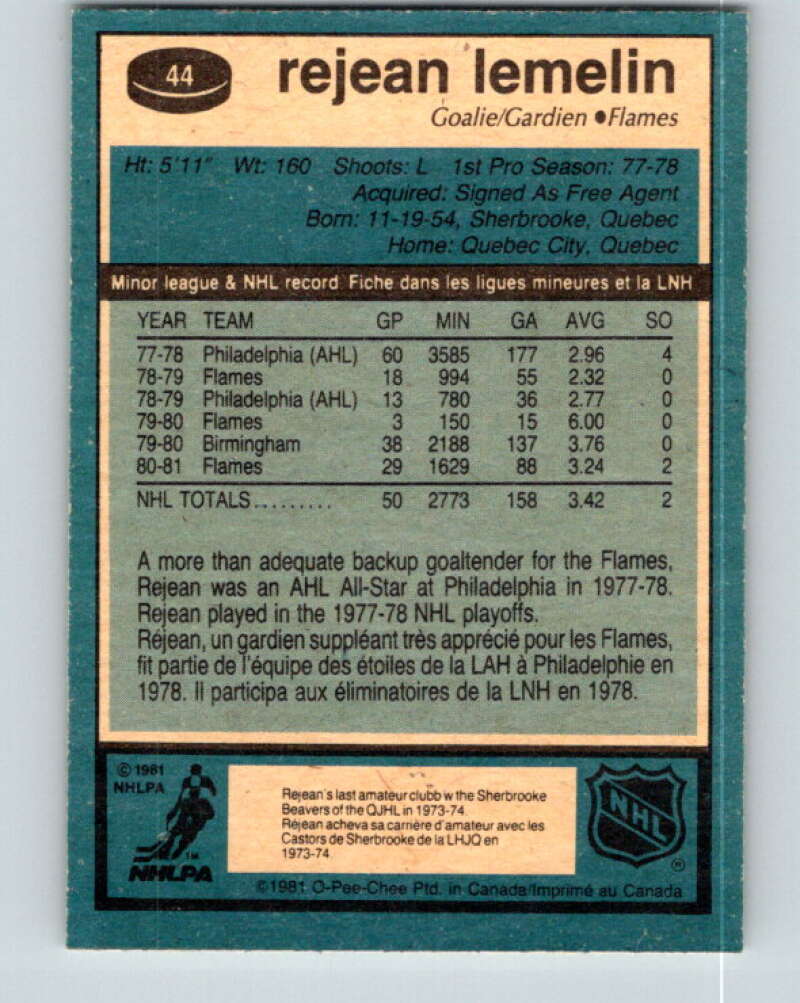 44
rejean lemelin
Goalie/Gardien •Flames
Ht: 5'11" Wt: 160 Shoots: L 1st Pro Season: 77-78
Acquired: Signed As Free Agent
Born: 11-19-54, Sherbrooke, Quebec
Home: Quebec City, Quebec
Minor league & NHL record Fiche dans les ligues mineures et la LNH
YEAR TEAM GP MIN GA AVG SO
77-78 Philadelphia (AHL) 60 3585 177 2.96 4
78-79 Flames 18 994 55 2.32 0
78-79 Philadelphia (AHL) 13 780 36 2.77 0
79-80 Flames 3 150 15 6.00 0
79-80 Birmingham 38 2188 137 3.76 0
80-81 Flames 29 1629 88 3.24 2
NHL TOTALS......... 50 2773 158 3.42 2
A more than adequate backup goaltender for the Flames,
Rejean was an AHL All-Star at Philadelphia in 1977-78.
Rejean played in the 1977-78 NHL playoffs.
Réjean, un gardien suppléant très apprécié pour les Flames,
fit partie de l'équipe des étoiles de la LAH à Philadelphie en
1978. Il participa aux éliminatoires de la LNH en 1978.
© 1981
NHLPA
TM
NHLPA
Rejean's last amateur clubb w the Sherbrooke
Beavers of the QJHL in 1973-74.
Réjean acheva sa carrière d'amateur avec les
Castors de Sherbrooke de la LHJQ en
1973-74.
NHL
®
©1981 O-Pee-Chee Ptd. in Canada/Imprimé au Canada